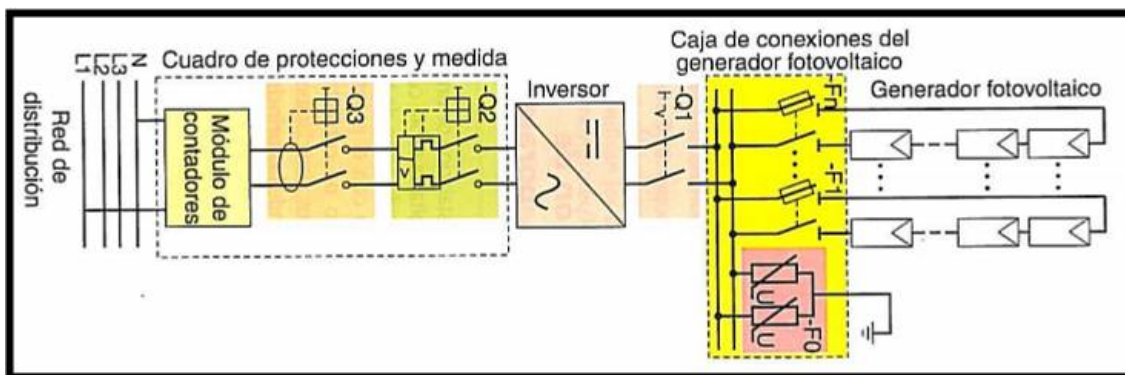 Cuadro de protecciones y medida
Caja de conexiones del
generador fotovoltaico
Generador fotovoltaico
Inversor
N
L3
L2
L1
Red de
distribución
Módulo de
contadores
-Q3
-Q2
-Q1
-Fn
-F1
-F0
U
U